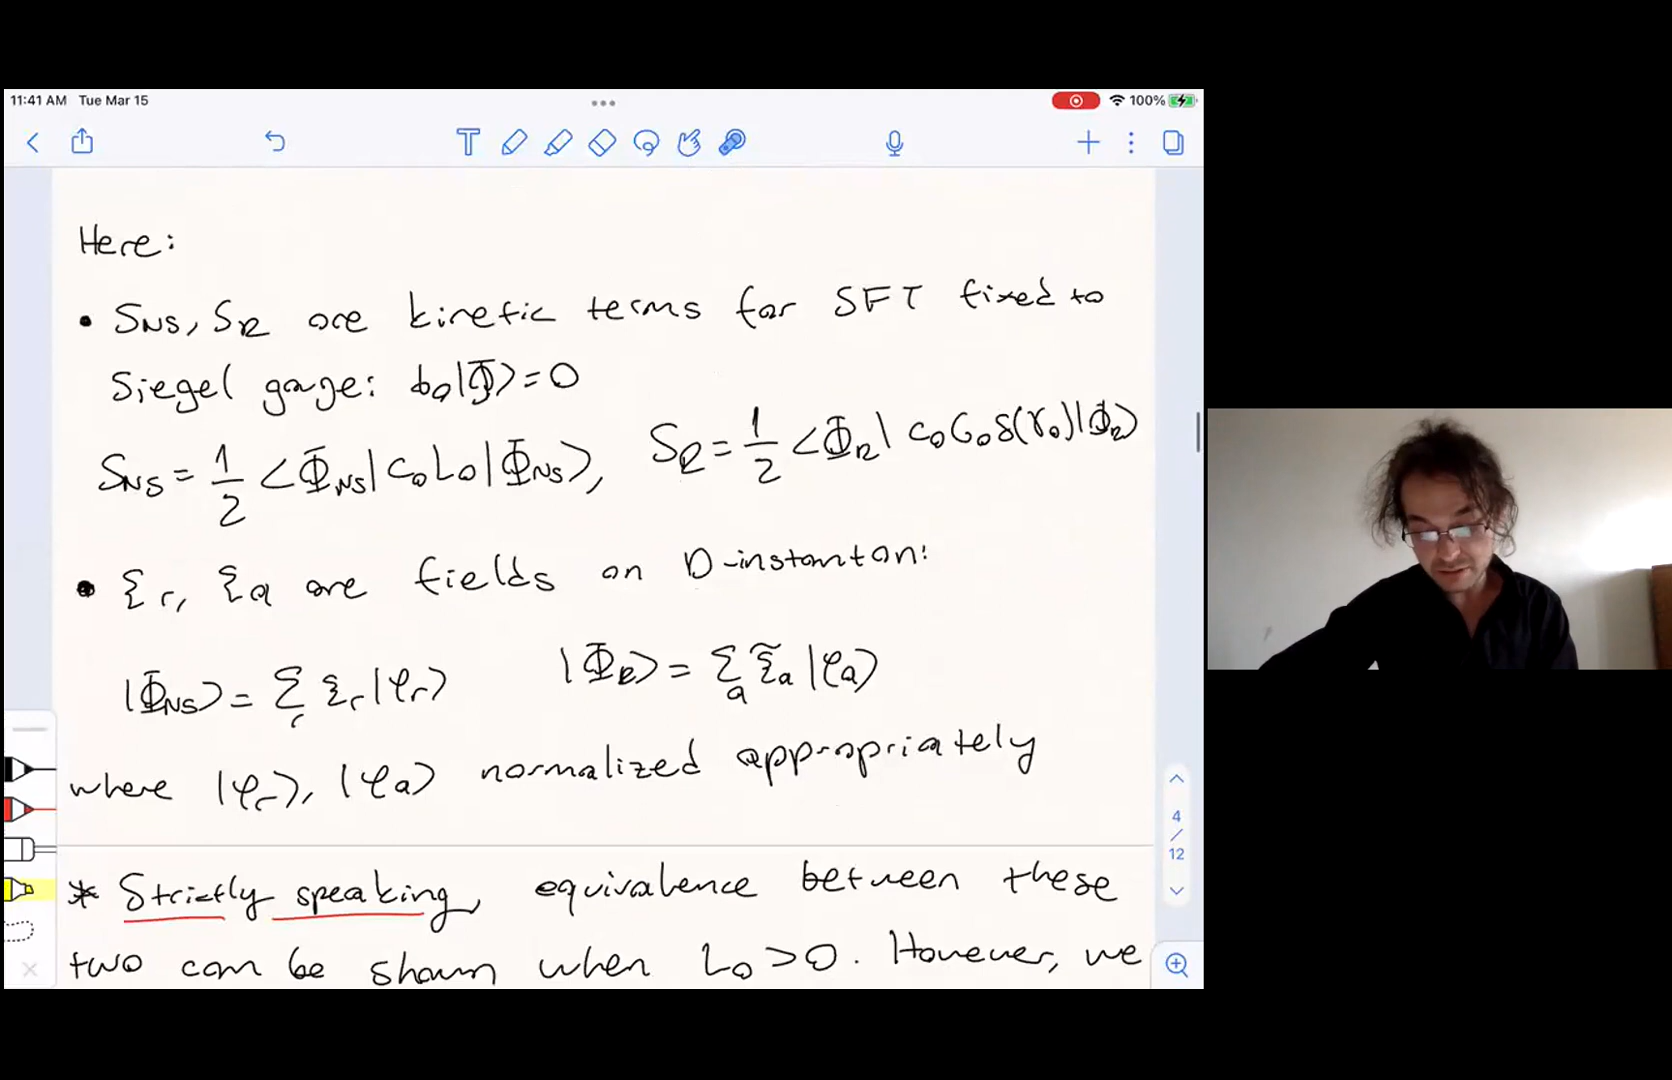 11:41 AM Tue Mar 15
100%
Here:
• S_NS, S_R are kinetic terms for SFT fixed to
Siegel gauge: b₀|Φ⟩=0
S_NS = 1/2 ⟨Φ_NS| c₀L₀ |Φ_NS⟩, S_R = 1/2 ⟨Φ_R| c₀G₀δ(γ₀)|Φ_R⟩
• ξ_r, ξ_a are fields on D-instanton:
|Φ_NS⟩ = Σ_r ξ_r|φ_r⟩ |Φ_R⟩ = Σ_a ξ̃_a |φ_a⟩
where |φ_r⟩, |φ_a⟩ normalized appropriately
* Strictly speaking, equivalence between these
two can be shown when L₀>0. However, we
4
/
12